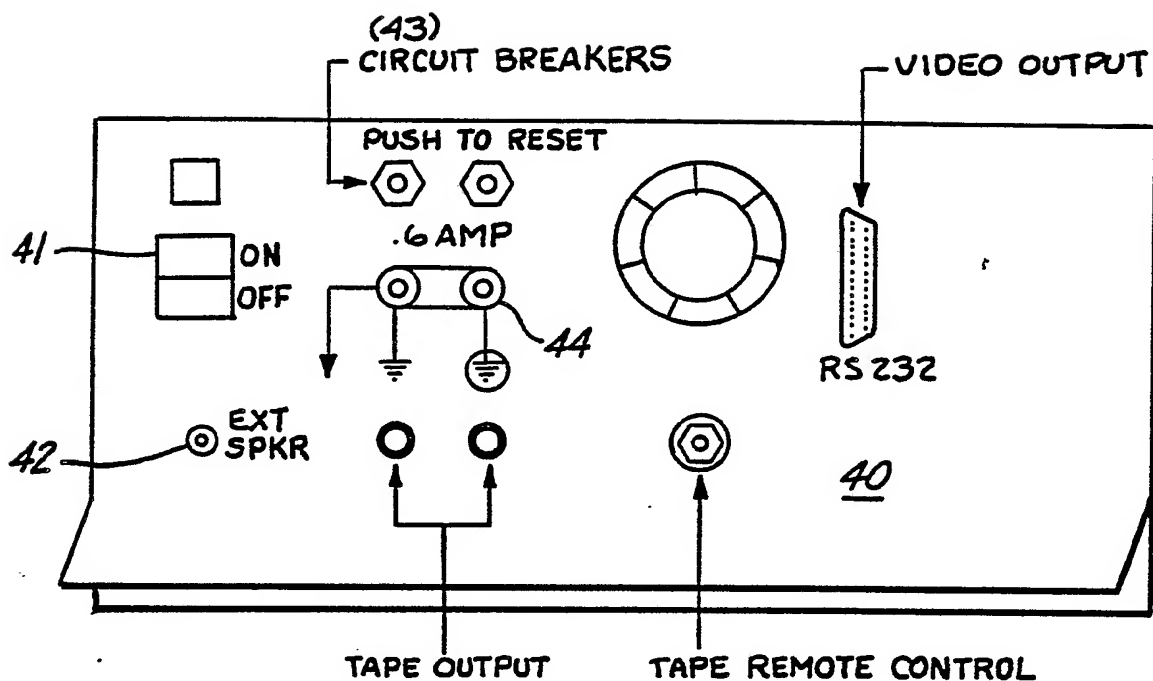 (43)
CIRCUIT BREAKERS
VIDEO OUTPUT
PUSH TO RESET
.6 AMP
41
ON
OFF
44
RS 232
EXT
SPKR
42
40
TAPE OUTPUT
TAPE REMOTE CONTROL